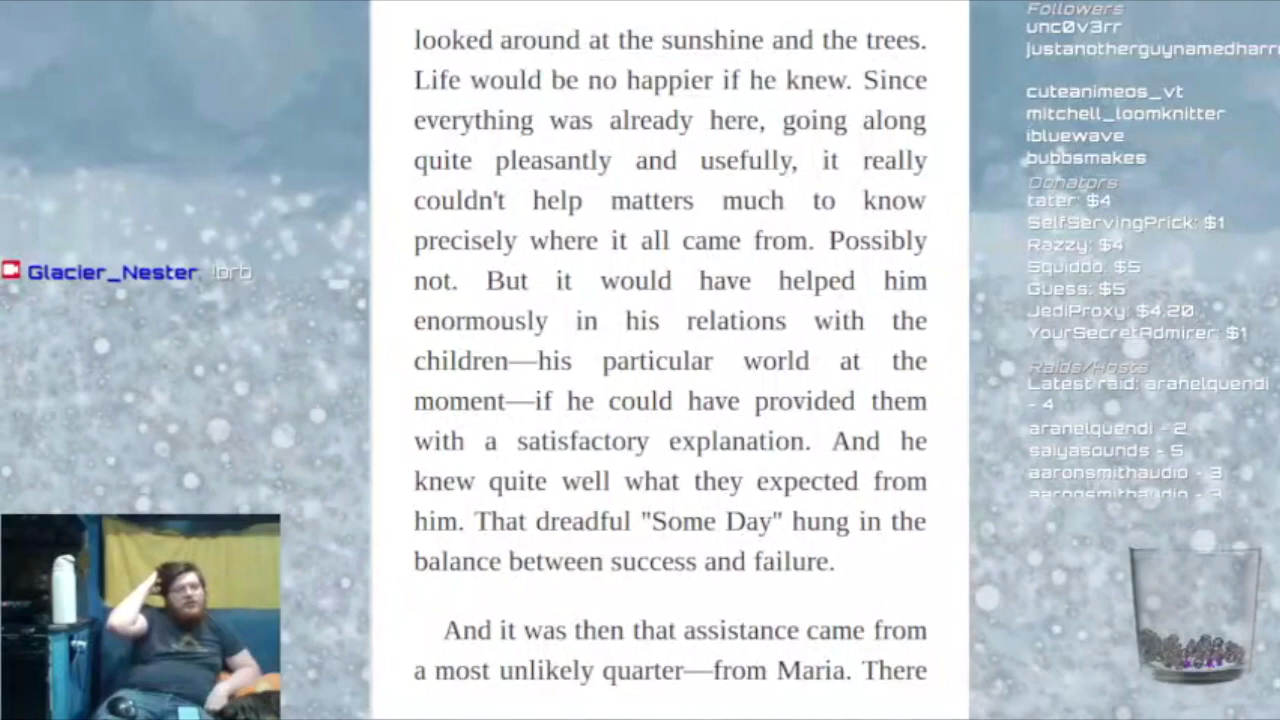 looked around at the sunshine and the trees.
Life would be no happier if he knew. Since
everything was already here, going along
quite pleasantly and usefully, it really
couldn't help matters much to know
precisely where it all came from. Possibly
not. But it would have helped him
enormously in his relations with the
children—his particular world at the
moment—if he could have provided them
with a satisfactory explanation. And he
knew quite well what they expected from
him. That dreadful "Some Day" hung in the
balance between success and failure.
And it was then that assistance came from
a most unlikely quarter—from Maria. There
Glacier_Nester: !brb
Followers
unc0v3rr
justanotherguynamedharr
cuteanimeos_vt
mitchell_loomknitter
ibluewave
bubbsmakes
Donators
tater: $4
SelfServingPrick: $1
Razzy: $4
Squiddo: $5
Guess: $5
JediProxy: $4.20
YourSecretAdmirer: $1
Raids/Hosts
Latest raid: aranelquendi
- 4
aranelquendi - 2
saiyasounds - 5
aaronsmithaudio - 3
aaronsmithaudio - 3